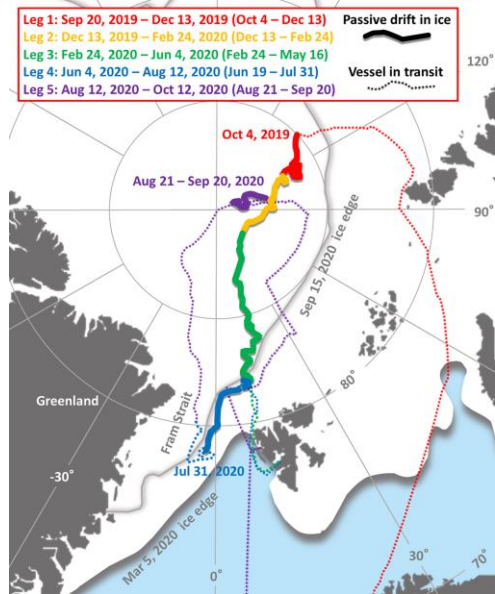 Leg 1: Sep 20, 2019 – Dec 13, 2019 (Oct 4 – Dec 13)
Leg 2: Dec 13, 2019 – Feb 24, 2020 (Dec 13 – Feb 24)
Leg 3: Feb 24, 2020 – Jun 4, 2020 (Feb 24 – May 16)
Leg 4: Jun 4, 2020 – Aug 12, 2020 (Jun 19 – Jul 31)
Leg 5: Aug 12, 2020 – Oct 12, 2020 (Aug 21 – Sep 20)
Passive drift in ice
Vessel in transit
120°
Oct 4, 2019
Aug 21 – Sep 20, 2020
90°
Sep 15, 2020 ice edge
80°
Greenland
Fram Strait
-30°
Jul 31, 2020
Mar 5, 2020 ice edge
0°
30°
70°